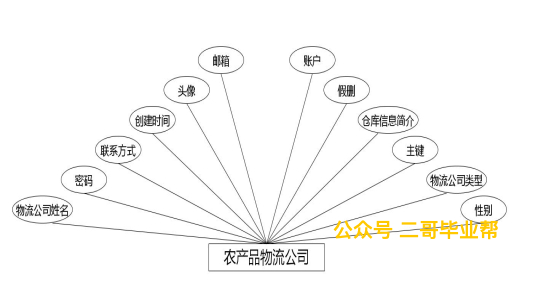 邮箱
账户
头像
假删
创建时间
仓库信息简介
联系方式
主键
密码
物流公司类型
物流公司姓名
性别
公众号 二哥毕业帮
农产品物流公司